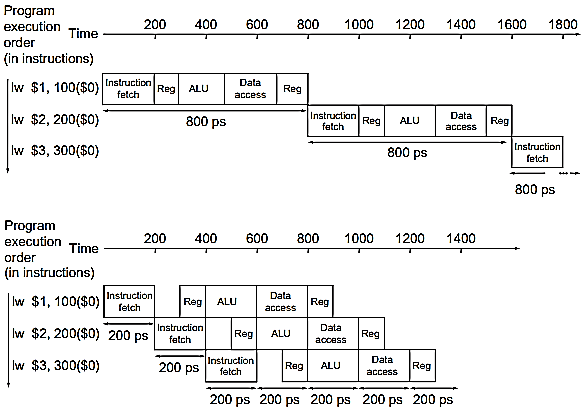 Program
execution
order
(in instructions)
Time
200 400 600 800 1000 1200 1400 1600 1800
lw $1, 100($0)
Instruction
fetch
Reg
ALU
Data
access
Reg
800 ps
lw $2, 200($0)
Instruction
fetch
Reg
ALU
Data
access
Reg
800 ps
lw $3, 300($0)
Instruction
fetch
800 ps
Program
execution
order
(in instructions)
Time
200 400 600 800 1000 1200 1400
lw $1, 100($0)
Instruction
fetch
Reg
ALU
Data
access
Reg
200 ps
lw $2, 200($0)
Instruction
fetch
Reg
ALU
Data
access
Reg
200 ps
lw $3, 300($0)
Instruction
fetch
Reg
ALU
Data
access
Reg
200 ps 200 ps 200 ps 200 ps 200 ps